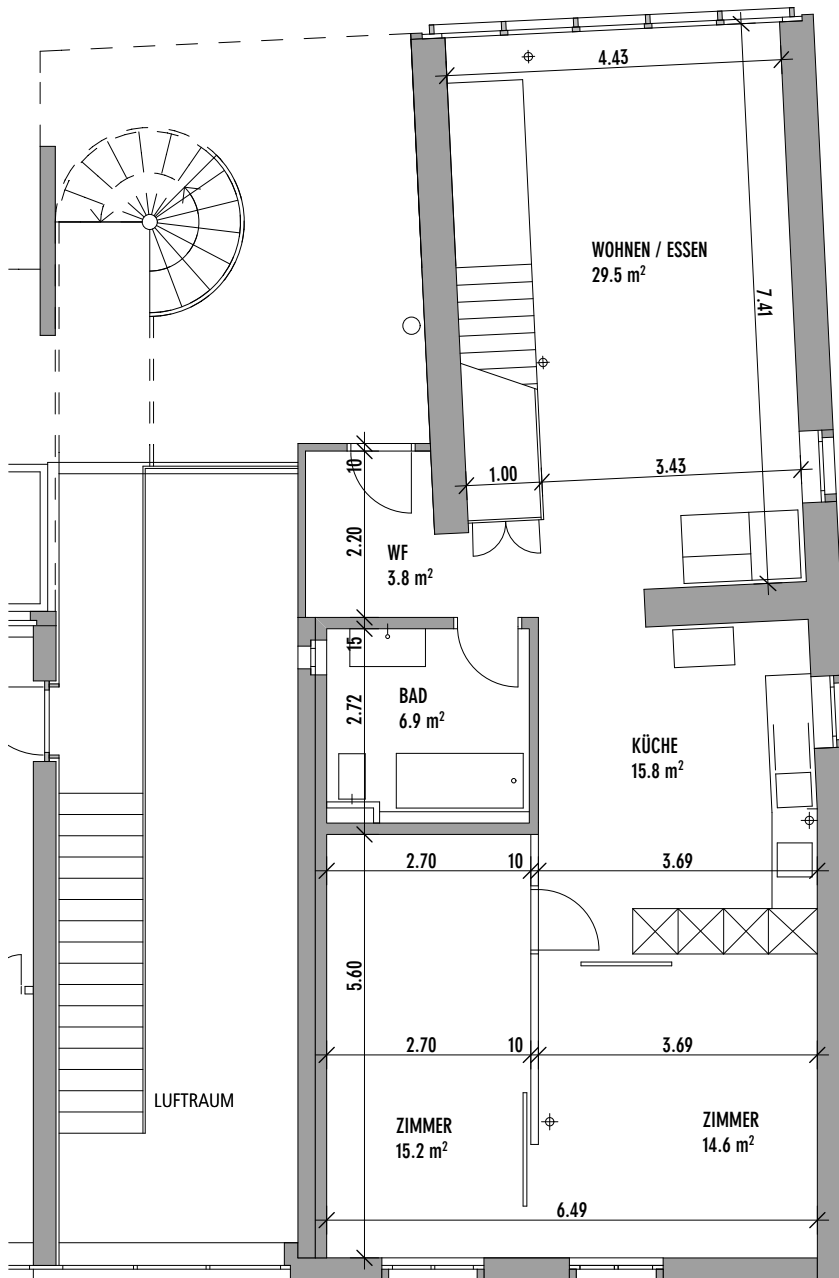 4.43
WOHNEN / ESSEN
29.5 m²
7.41
10
1.00
3.43
2.20
WF
3.8 m²
15
2.72
BAD
6.9 m²
KÜCHE
15.8 m²
2.70
10
3.69
5.60
2.70
10
3.69
LUFTRAUM
ZIMMER
15.2 m²
ZIMMER
14.6 m²
6.49